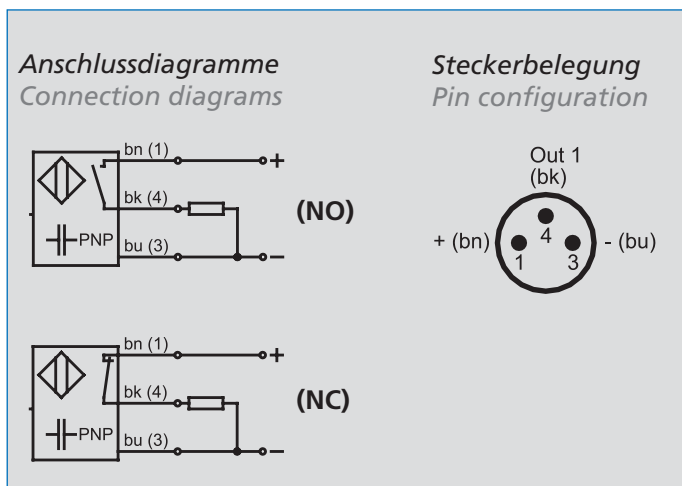 Anschlussdiagramme
Connection diagrams
bn (1)
+
bk (4)
(NO)
PNP
bu (3)
−
bn (1)
+
bk (4)
(NC)
PNP
bu (3)
−
Steckerbelegung
Pin configuration
Out 1
(bk)
+ (bn)
4
- (bu)
1
3